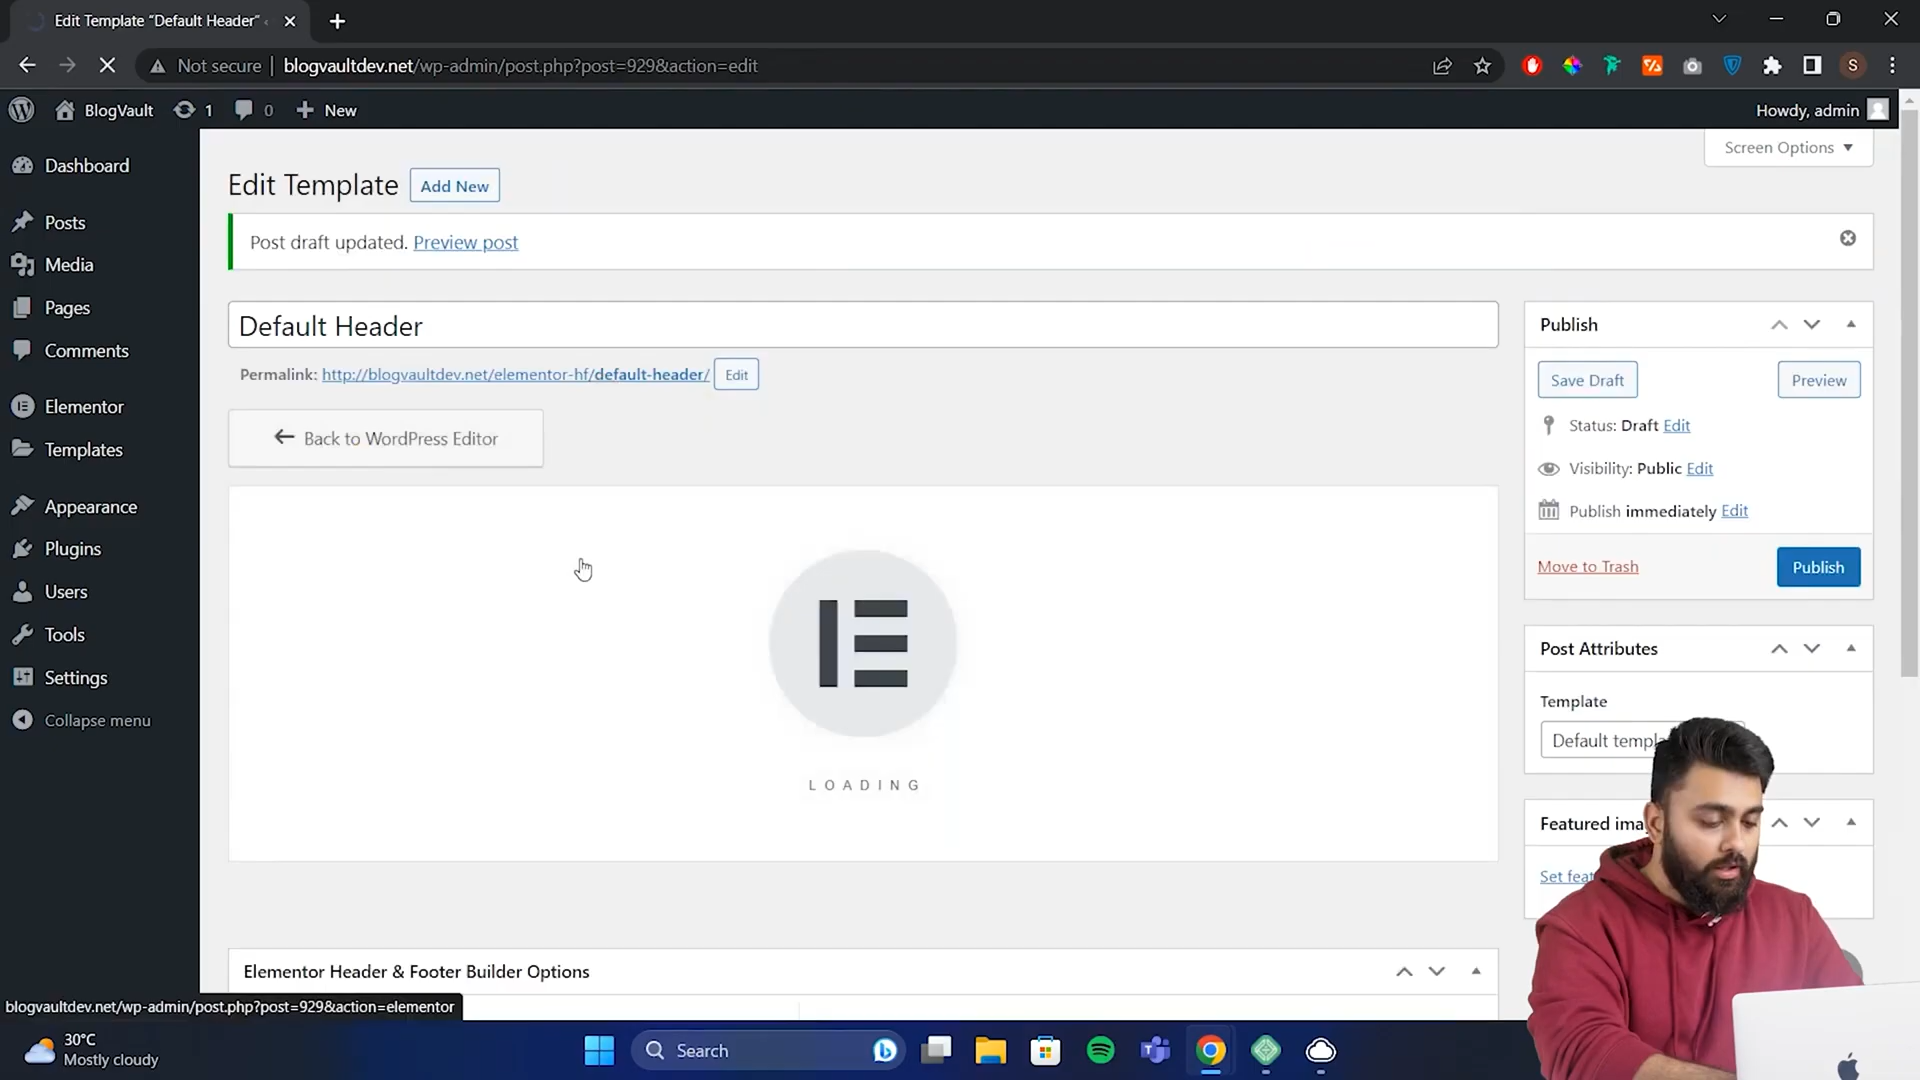 Edit Template “Default Header”
Not secure
blogvaultdev.net/wp-admin/post.php?post=929&action=edit
S
BlogVault
1
0
New
Howdy, admin
Screen Options
Dashboard
Posts
Media
Pages
Comments
Elementor
Templates
Appearance
Plugins
Users
Tools
Settings
Collapse menu
Edit Template
Add New
Post draft updated. Preview post
Default Header
Permalink: http://blogvaultdev.net/elementor-hf/default-header/ Edit
Back to WordPress Editor
LOADING
Elementor Header & Footer Builder Options
Publish
Save Draft
Preview
Status: Draft Edit
Visibility: Public Edit
Publish immediately Edit
Move to Trash
Publish
Post Attributes
Template
Default
Featured
Set
blogvaultdev.net/wp-admin/post.php?post=929&action=elementor
30°C
Mostly cloudy
Search